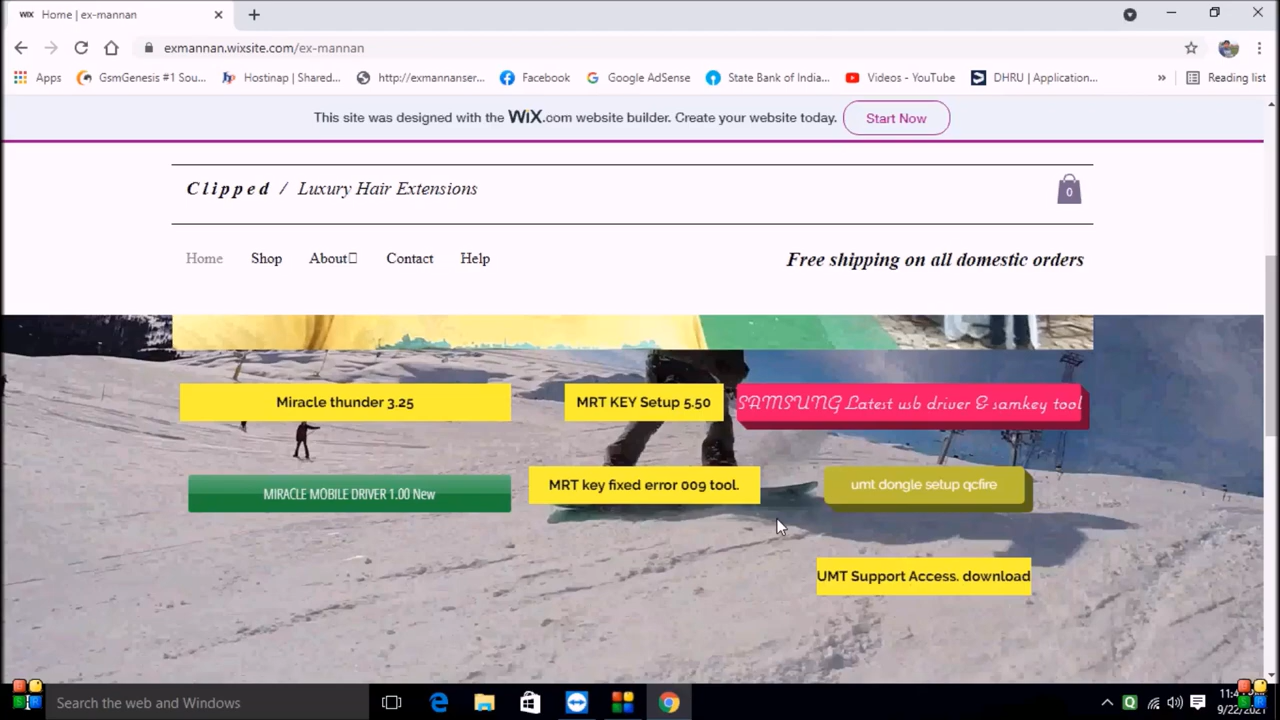 WiX Home | ex-mannan
exmannan.wixsite.com/ex-mannan
Apps GsmGenesis #1 Sou... Hostinap | Shared... http://exmannanser... Facebook Google AdSense State Bank of India... Videos - YouTube DHRU | Application... » Reading list
This site was designed with the WiX.com website builder. Create your website today. Start Now
Clipped / Luxury Hair Extensions
0
Home Shop About Contact Help Free shipping on all domestic orders
Miracle thunder 3.25 MRT KEY Setup 5.50 SAMSUNG Latest usb driver & samkey tool
MIRACLE MOBILE DRIVER 1.00 New MRT key fixed error 009 tool. umt dongle setup qcfire
UMT Support Access. download
Search the web and Windows